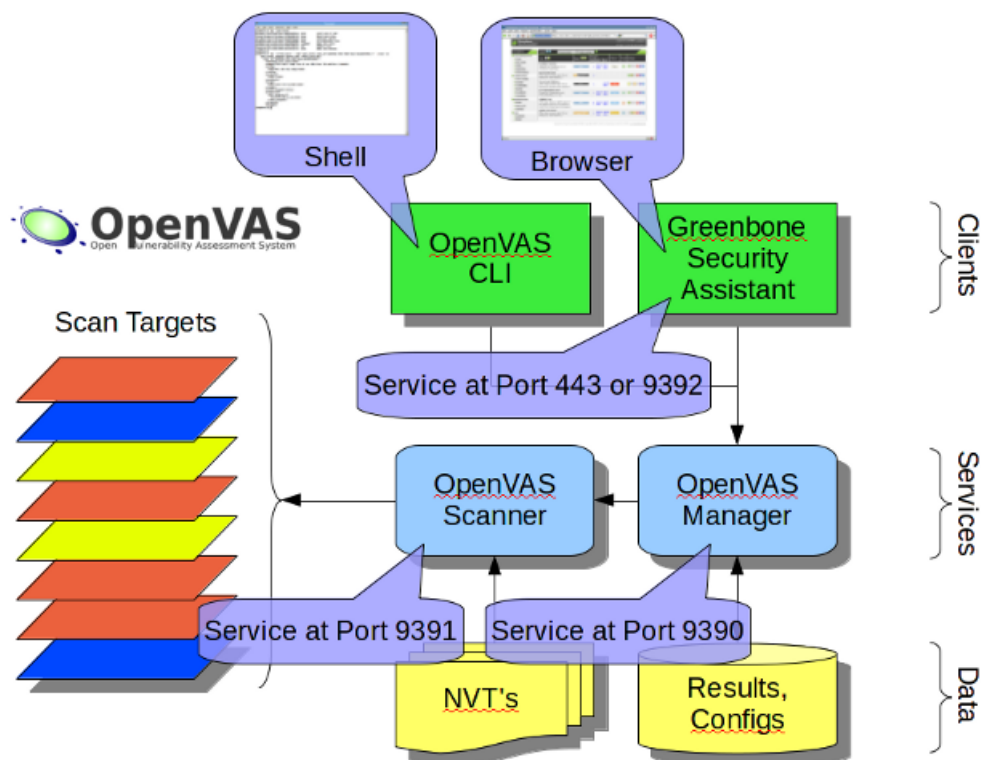 Shell
Browser
OpenVAS
Open Vulnerability Assessment System
OpenVAS
CLI
Greenbone
Security
Assistant
Clients
Scan Targets
Service at Port 443 or 9392
OpenVAS
Scanner
OpenVAS
Manager
Services
Service at Port 9391
Service at Port 9390
NVT's
Results,
Configs
Data